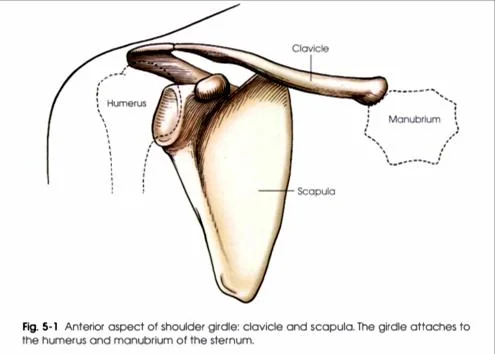 Clavicle
Humerus
Manubrium
Scapula
Fig. 5-1 Anterior aspect of shoulder girdle: clavicle and scapula. The girdle attaches to
the humerus and manubrium of the sternum.